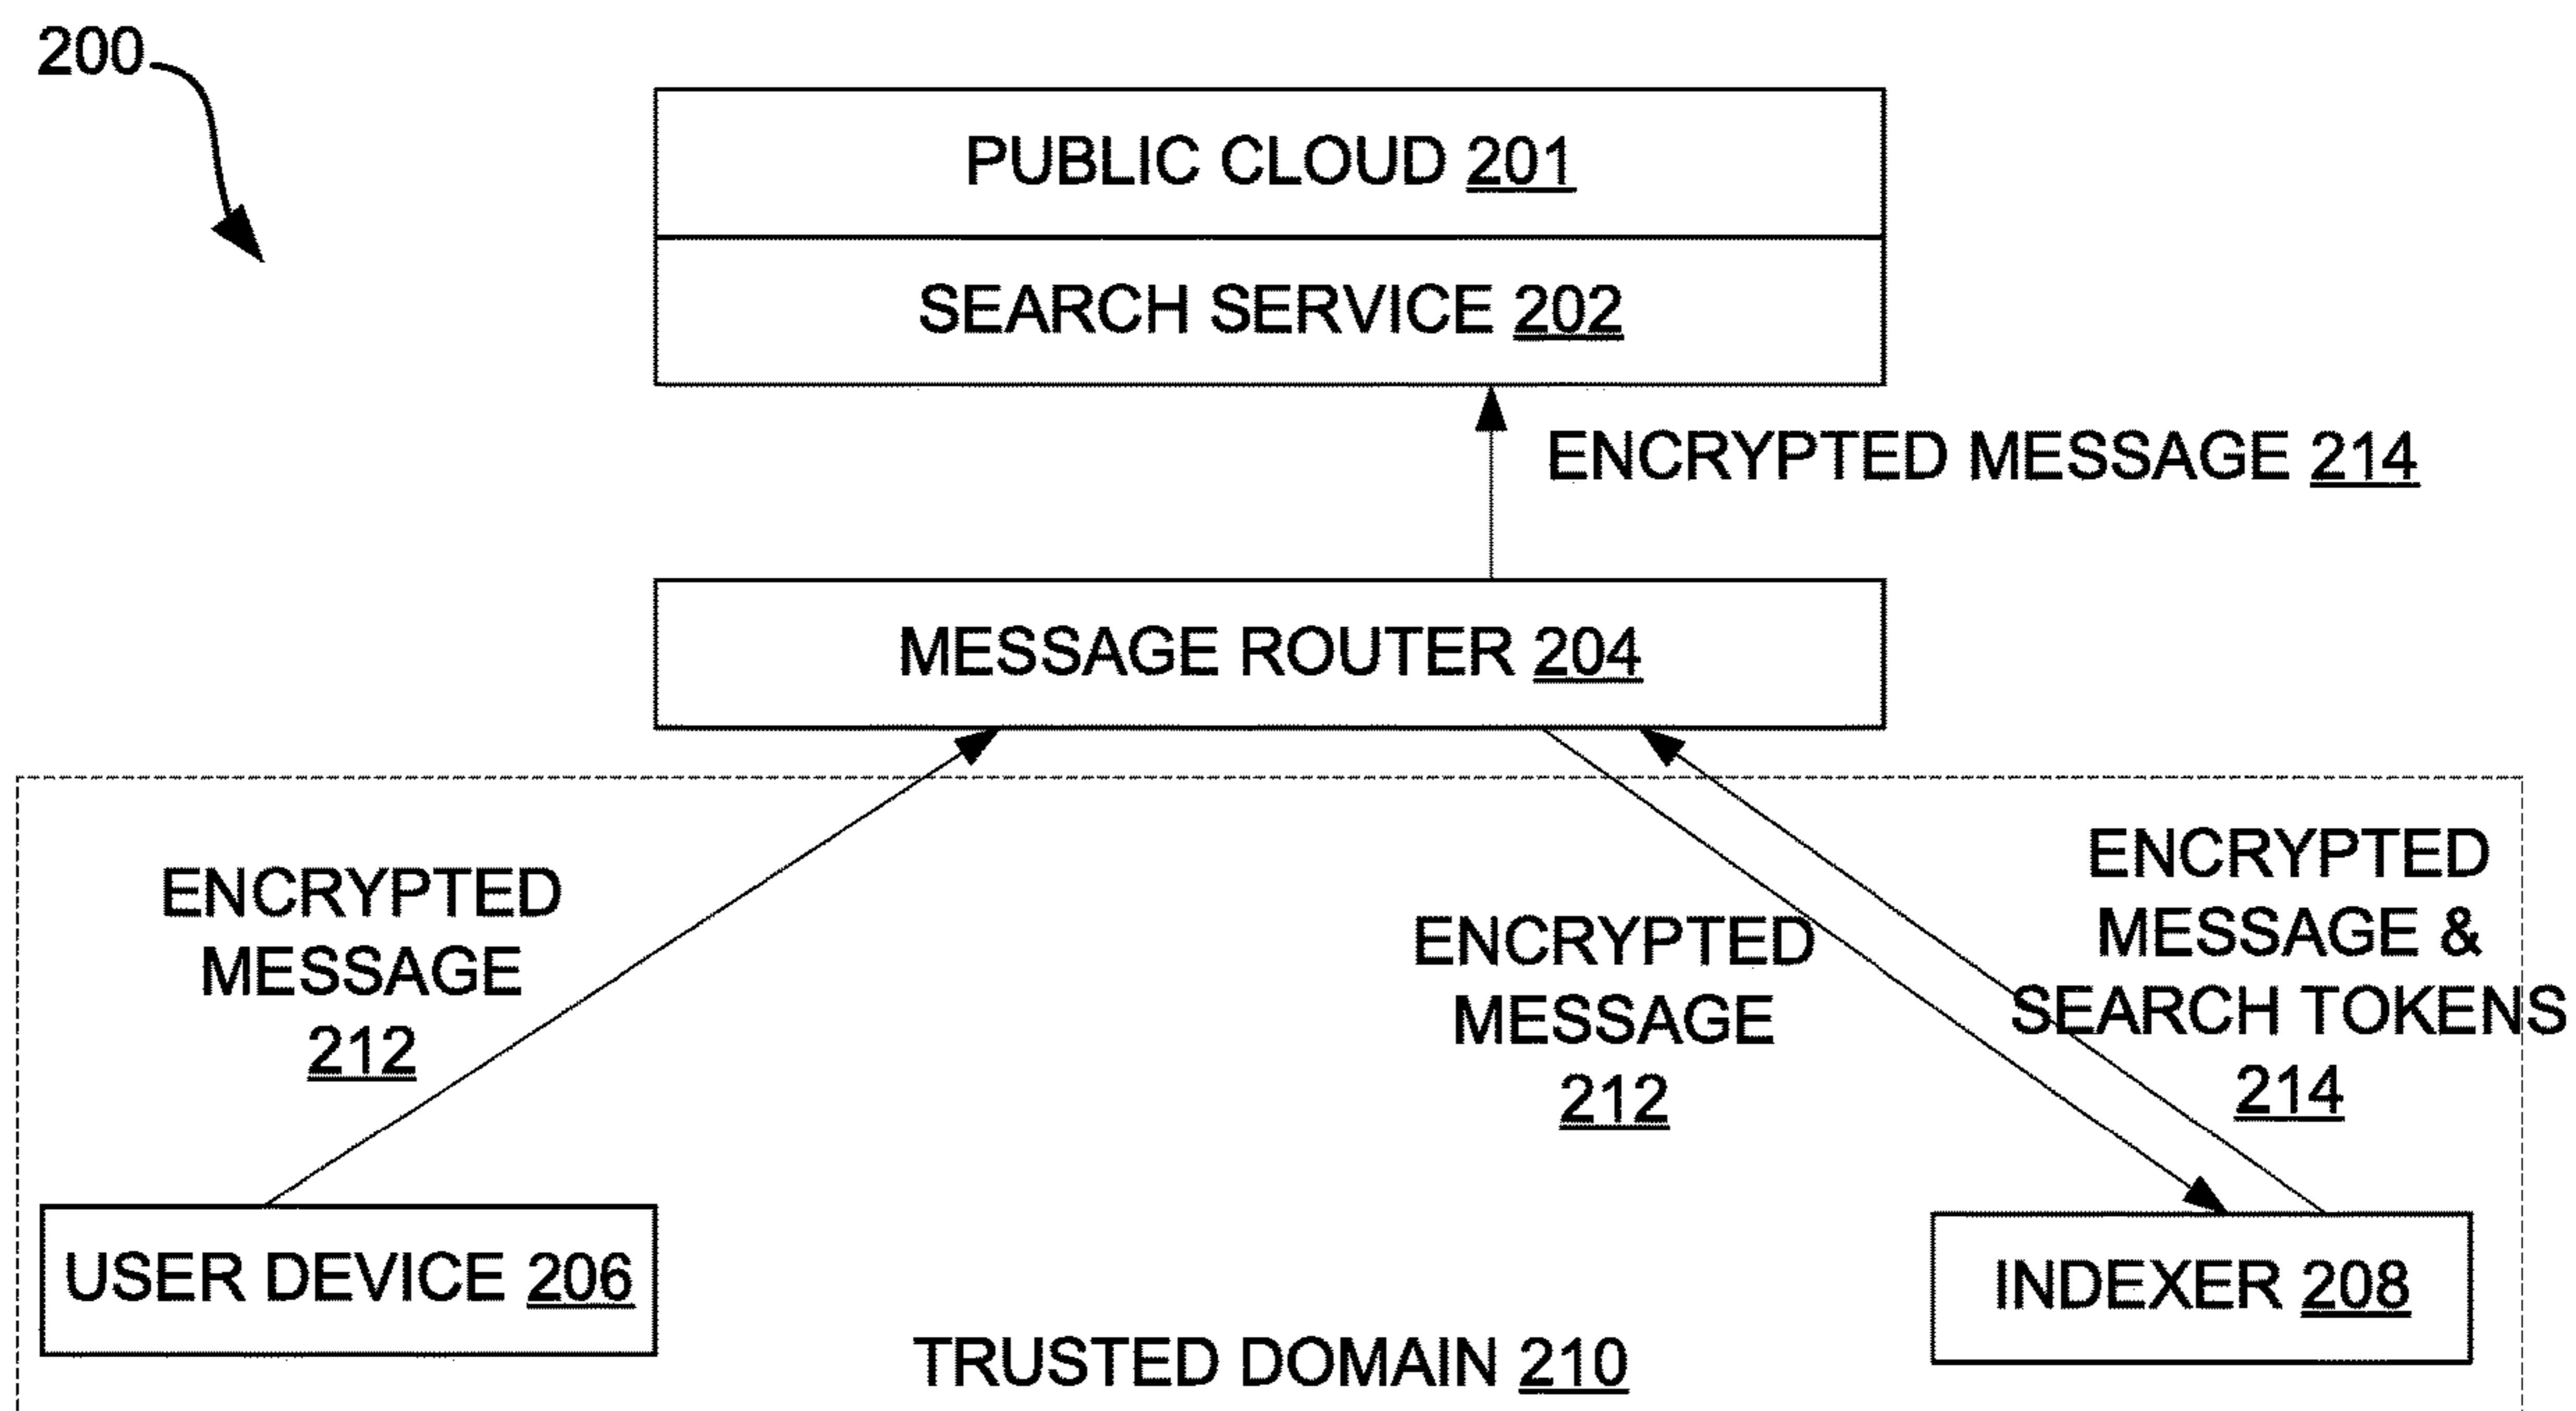 200
PUBLIC CLOUD 201
SEARCH SERVICE 202
ENCRYPTED MESSAGE 214
MESSAGE ROUTER 204
ENCRYPTED
MESSAGE
212
ENCRYPTED
MESSAGE
212
ENCRYPTED
MESSAGE &
SEARCH TOKENS
214
USER DEVICE 206
INDEXER 208
TRUSTED DOMAIN 210